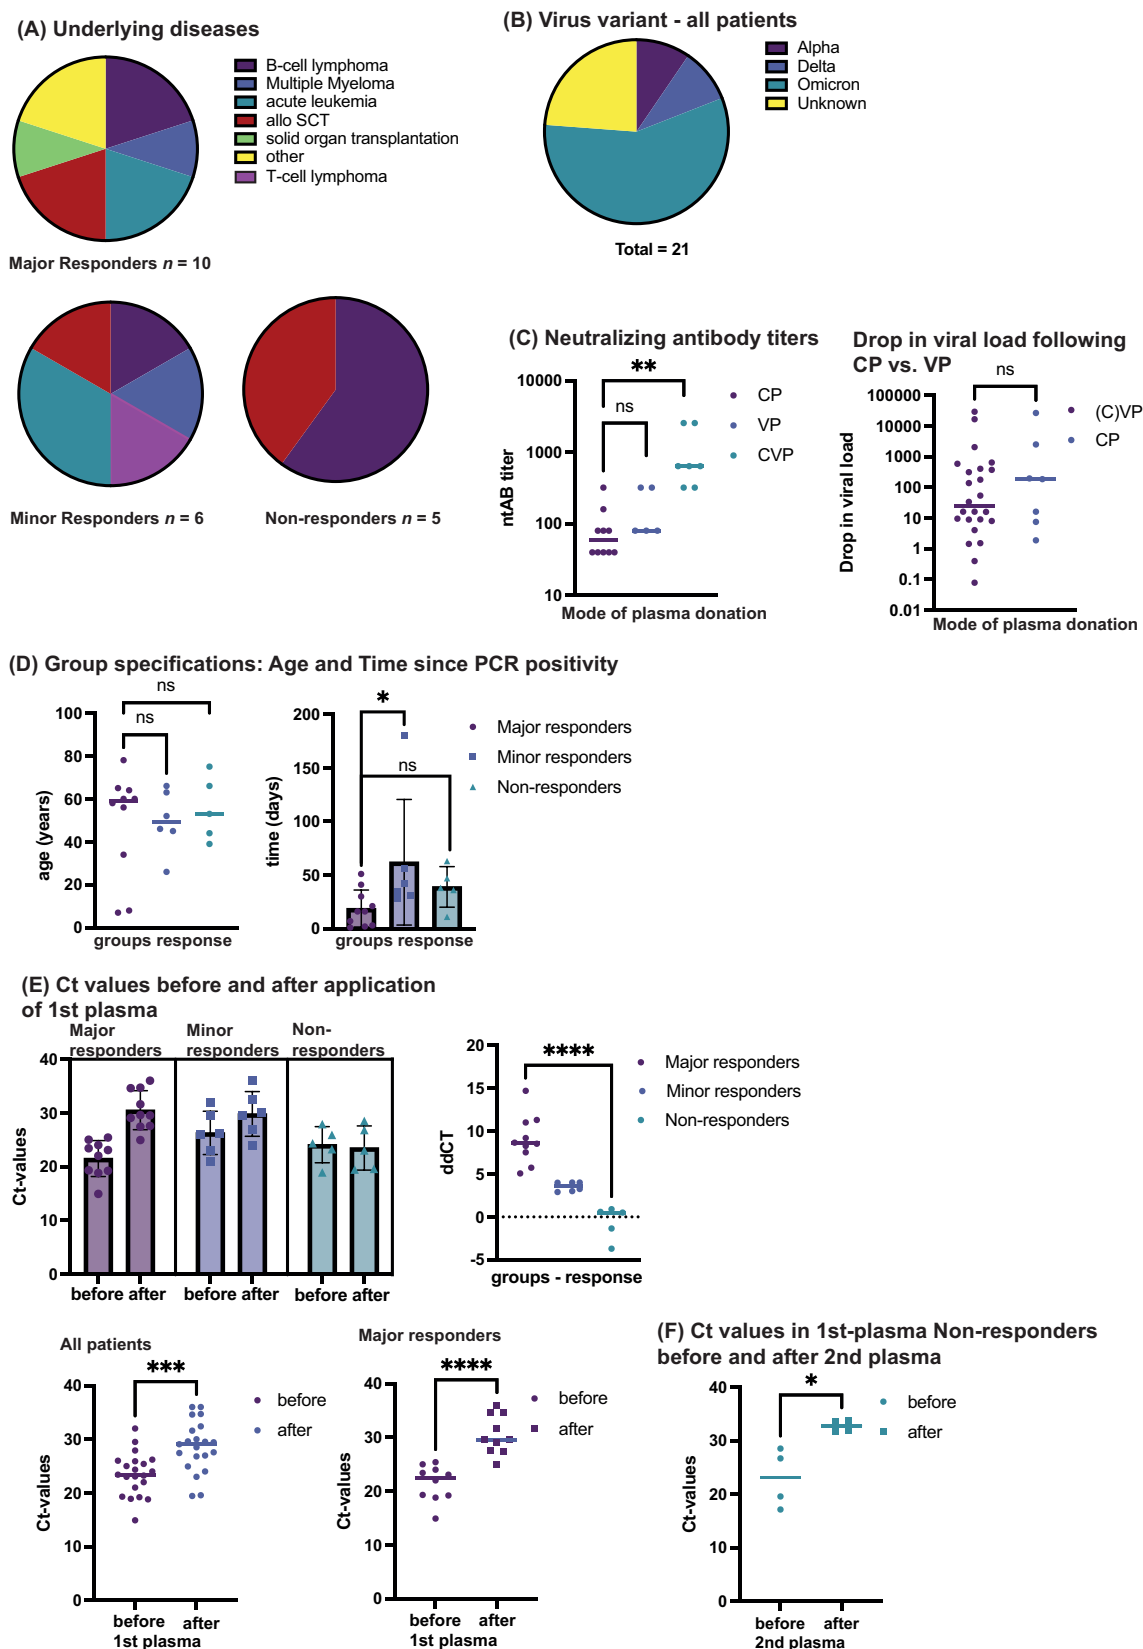 (A) Underlying diseases
B-cell lymphoma
Multiple Myeloma
acute leukemia
allo SCT
solid organ transplantation
other
T-cell lymphoma
Major Responders n = 10
Minor Responders n = 6
Non-responders n = 5
(B) Virus variant - all patients
Alpha
Delta
Omicron
Unknown
Total = 21
(C) Neutralizing antibody titers
**
ns
10000
1000
100
10
ntAB titer
CP
VP
CVP
Mode of plasma donation
Drop in viral load following
CP vs. VP
ns
100000
10000
1000
100
10
1
0.1
0.01
Drop in viral load
(C)VP
CP
Mode of plasma donation
(D) Group specifications: Age and Time since PCR positivity
ns
ns
100
80
60
40
20
0
age (years)
groups response
*
ns
200
150
100
50
0
time (days)
groups response
Major responders
Minor responders
Non-responders
(E) Ct values before and after application
of 1st plasma
Major
responders
Minor
responders
Non-
responders
40
30
20
10
0
Ct-values
before after
before after
before after
****
20
15
10
5
0
-5
ddCT
groups - response
Major responders
Minor responders
Non-responders
All patients
***
40
30
20
10
0
Ct-values
before
after
before
after
1st plasma
Major responders
****
40
30
20
10
0
Ct-values
before
after
before
after
1st plasma
(F) Ct values in 1st-plasma Non-responders
before and after 2nd plasma
*
40
30
20
10
0
Ct-values
before
after
before
after
2nd plasma